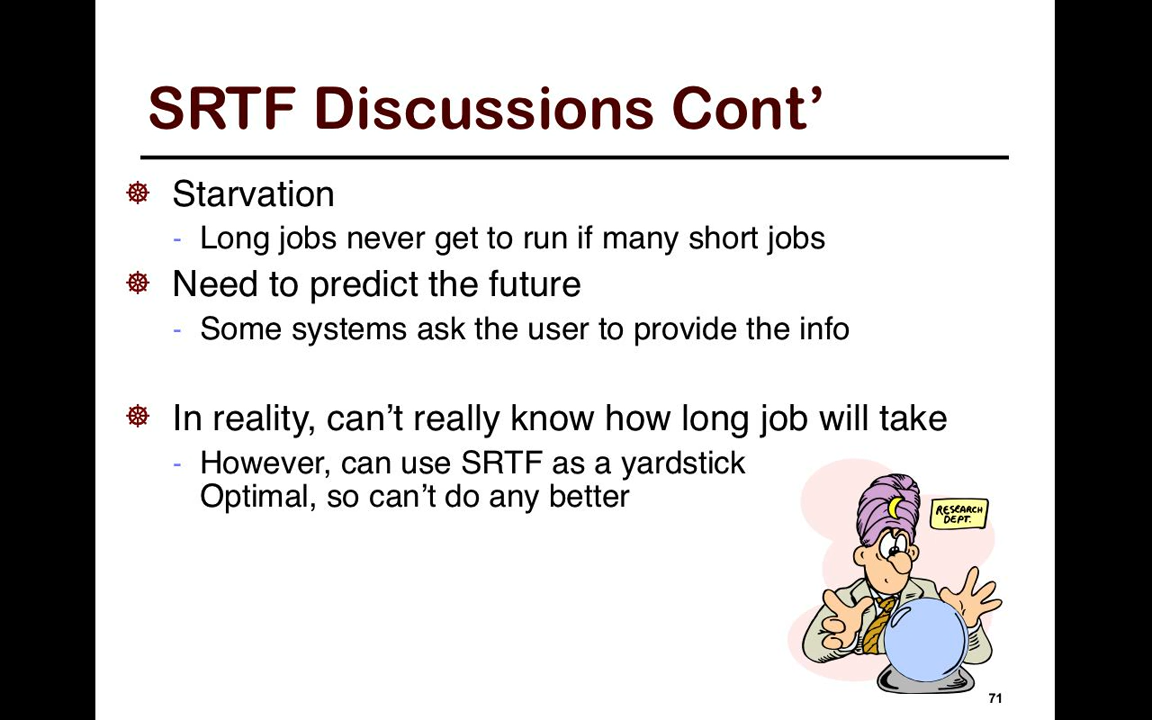 SRTF Discussions Cont’
Starvation
- Long jobs never get to run if many short jobs
Need to predict the future
- Some systems ask the user to provide the info
In reality, can’t really know how long job will take
- However, can use SRTF as a yardstick
Optimal, so can’t do any better
RESEARCH
DEPT.
71